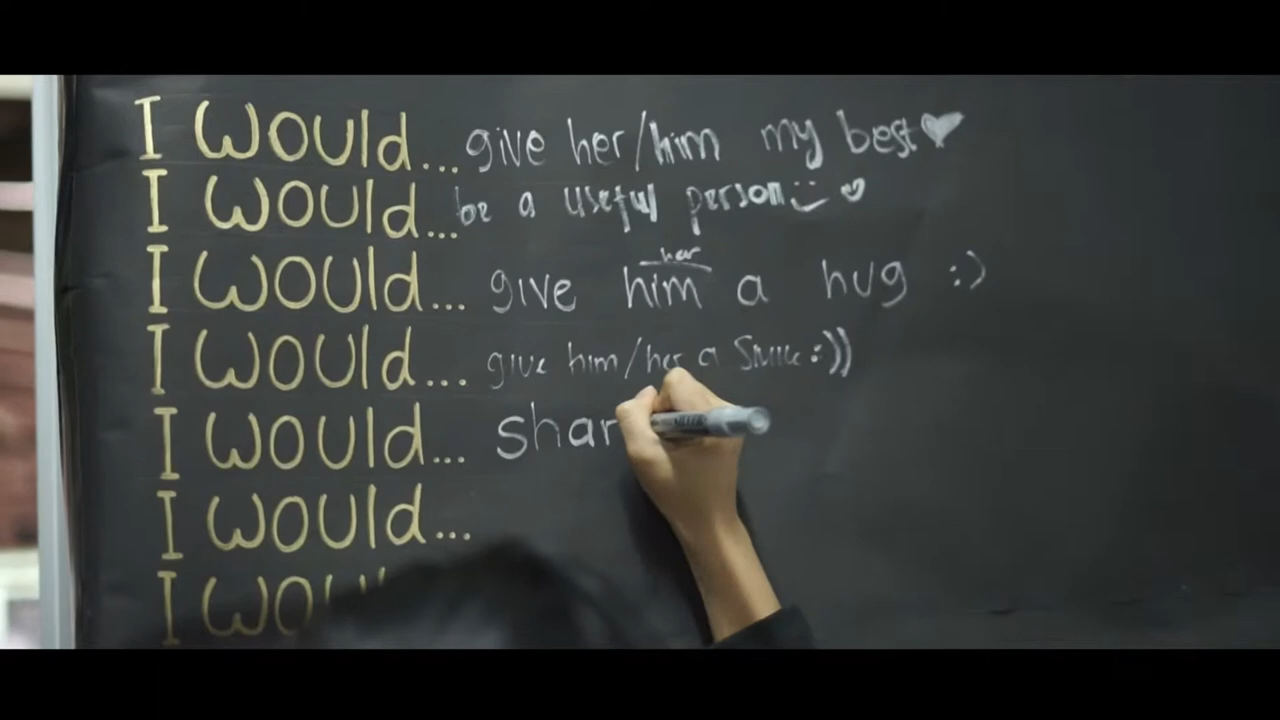 I would... give her/him my best ♥
I would... be a useful person
her
I would... give him a hug :)
I would... give him/her a smile :))
I would... shar
I would...
I wou